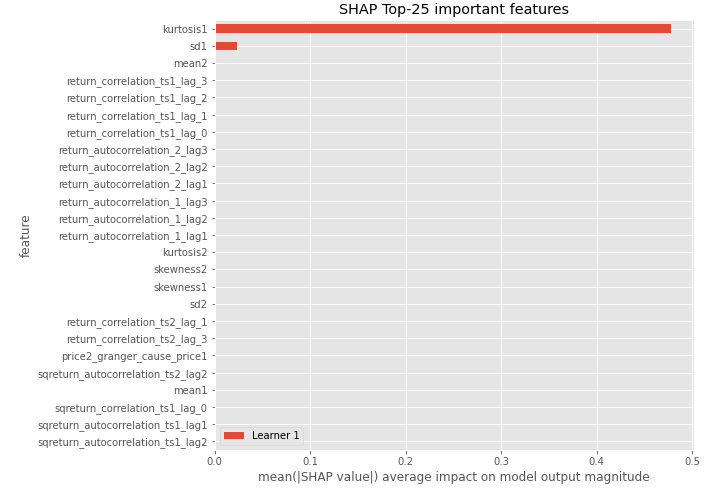 SHAP Top-25 important features
kurtosis1
sd1
mean2
return_correlation_ts1_lag_3
return_correlation_ts1_lag_2
return_correlation_ts1_lag_1
return_correlation_ts1_lag_0
return_autocorrelation_2_lag3
return_autocorrelation_2_lag2
return_autocorrelation_2_lag1
return_autocorrelation_1_lag3
return_autocorrelation_1_lag2
return_autocorrelation_1_lag1
kurtosis2
skewness2
skewness1
sd2
return_correlation_ts2_lag_1
return_correlation_ts2_lag_3
price2_granger_cause_price1
sqreturn_autocorrelation_ts2_lag2
mean1
sqreturn_correlation_ts1_lag_0
sqreturn_autocorrelation_ts1_lag1
sqreturn_autocorrelation_ts1_lag2
feature
Learner 1
0.0 0.1 0.2 0.3 0.4 0.5
mean(|SHAP value|) average impact on model output magnitude